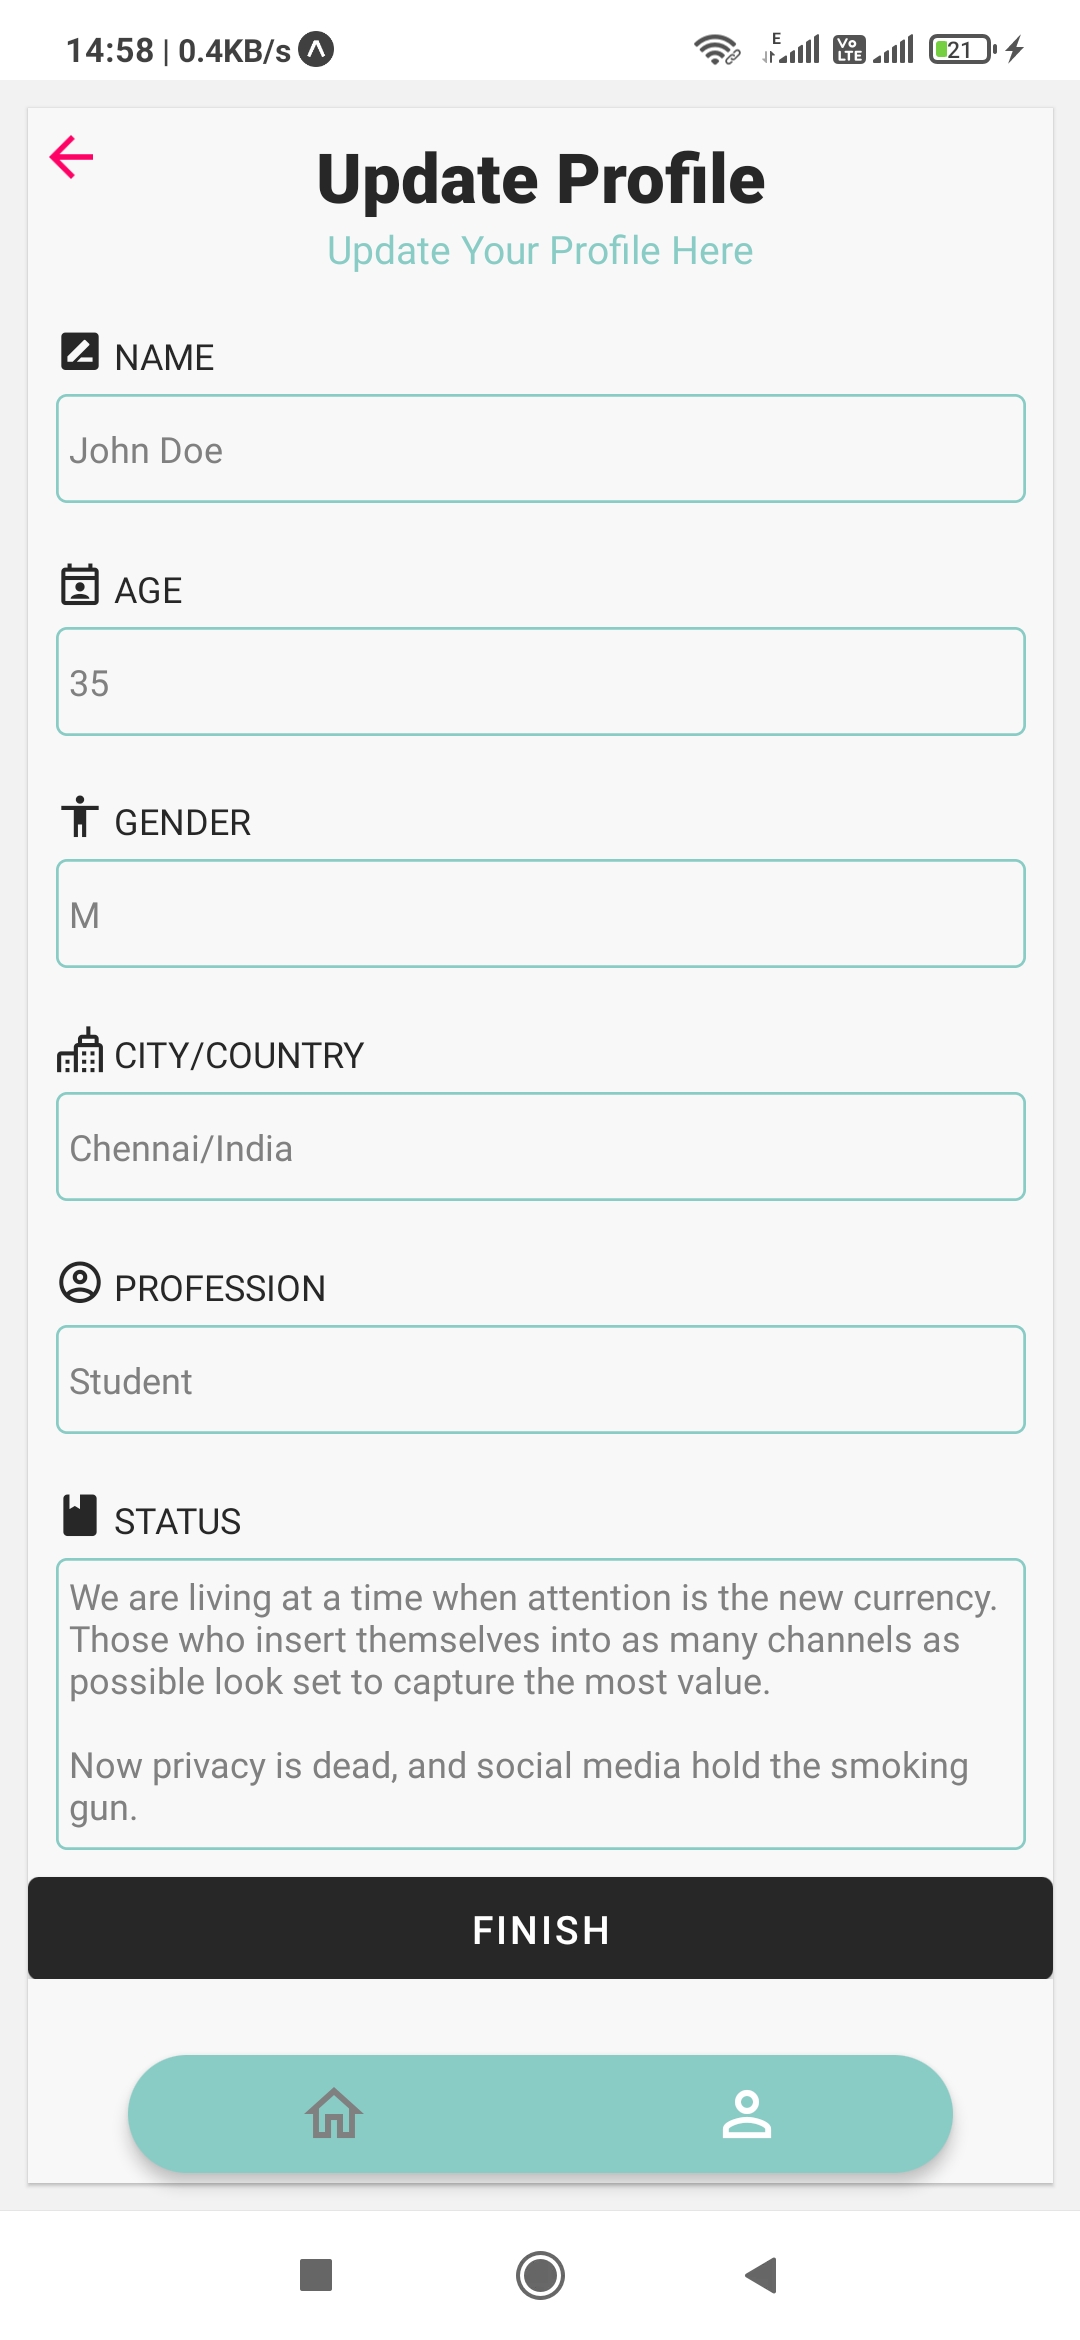 14:58 | 0.4KB/s
E
Vo LTE
21
Update Profile
Update Your Profile Here
NAME
John Doe
AGE
35
GENDER
M
CITY/COUNTRY
Chennai/India
PROFESSION
Student
STATUS
We are living at a time when attention is the new currency.
Those who insert themselves into as many channels as
possible look set to capture the most value.
Now privacy is dead, and social media hold the smoking
gun.
FINISH